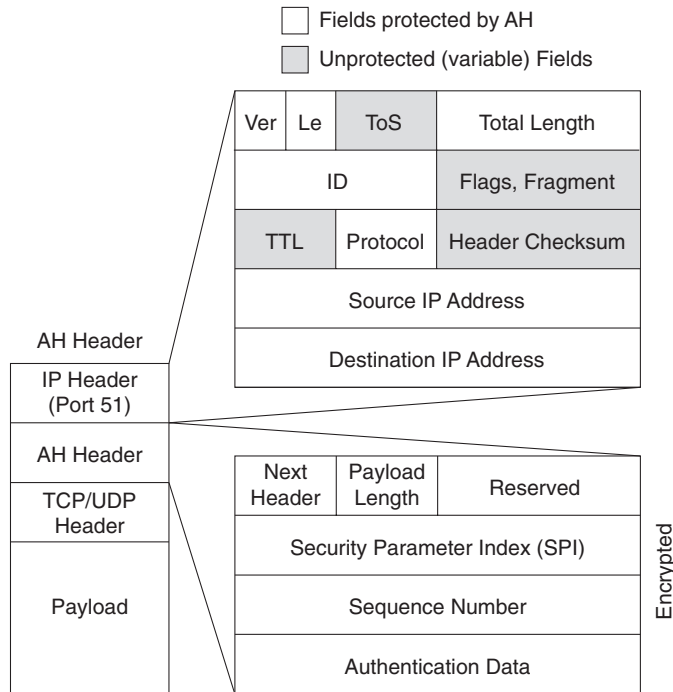 Fields protected by AH
Unprotected (variable) Fields
Ver
Le
ToS
Total Length
ID
Flags, Fragment
TTL
Protocol
Header Checksum
Source IP Address
Destination IP Address
AH Header
IP Header
(Port 51)
AH Header
TCP/UDP
Header
Payload
Next
Header
Payload
Length
Reserved
Security Parameter Index (SPI)
Sequence Number
Authentication Data
Encrypted